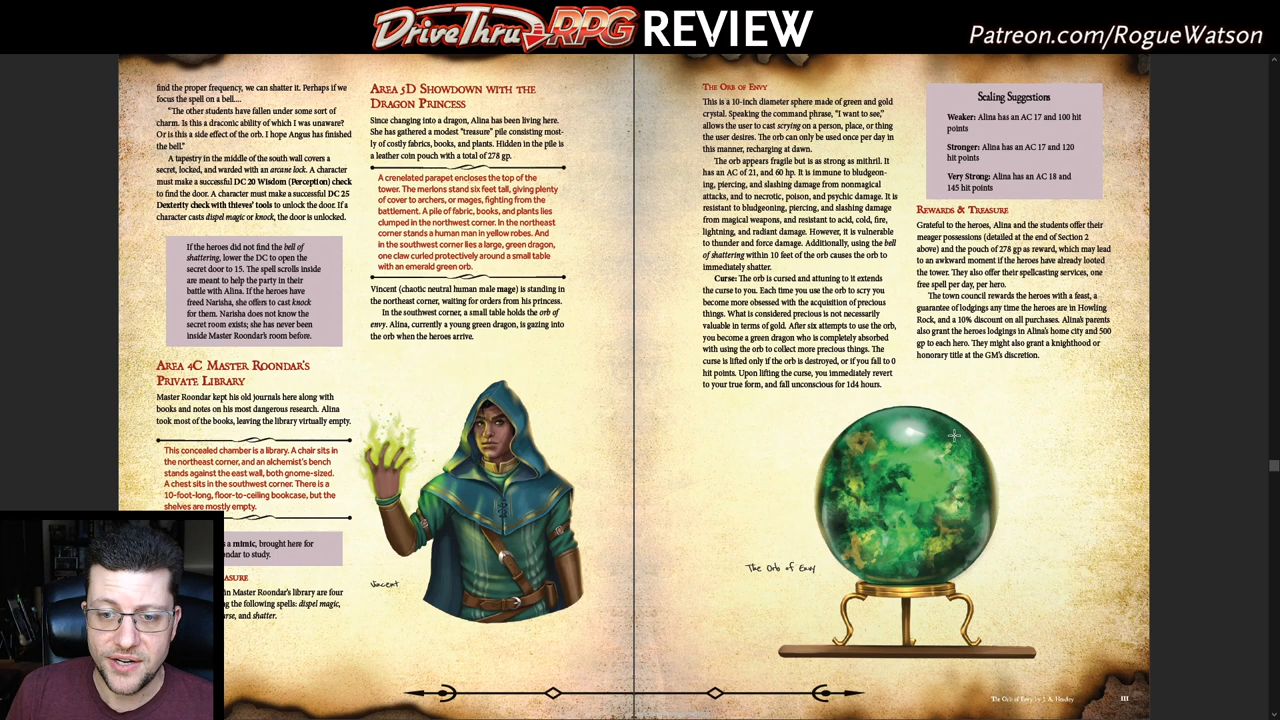 DriveThruRPG REVIEW
Patreon.com/RogueWatson
find the proper frequency, we can shatter it. Perhaps if we
focus the spell on a bell....
"The other students have fallen under some sort of
charm. Is this a draconic ability of which I was unaware?
Or is this a side effect of the orb. I hope Angus has finished
the bell."
A tapestry in the middle of the south wall covers a
secret, locked, and warded with an arcane lock. A character
must make a successful DC 20 Wisdom (Perception) check
to find the door. A character must make a successful DC 25
Dexterity check with thieves' tools to unlock the door. If a
character casts dispel magic or knock, the door is unlocked.
If the heroes did not find the bell of
shattering, lower the DC to open the
secret door to 15. The spell scrolls inside
are meant to help the party in their
battle with Alina. If the heroes have
freed Narisha, she offers to cast knock
for them. Narisha does not know the
secret room exists; she has never been
inside Master Roondar's room before.
Area 4C Master Roondar's
Private Library
Master Roondar kept his old journals here along with
books and notes on his most dangerous research. Alina
took most of the books, leaving the library virtually empty.
This concealed chamber is a library. A chair sits in
the northeast corner, and an alchemist's bench
stands against the east wall, both gnome-sized.
A chest sits in the southwest corner. There is a
10-foot-long, floor-to-ceiling bookcase, but the
shelves are mostly empty.
s a mimic, brought here for
ndar to study.
asure
in Master Roondar's library are four
g the following spells: dispel magic,
rse, and shatter.
Area 5D Showdown with the
Dragon Princess
Since changing into a dragon, Alina has been living here.
She has gathered a modest "treasure" pile consisting most-
ly of costly fabrics, books, and plants. Hidden in the pile is
a leather coin pouch with a total of 278 gp.
A crenelated parapet encloses the top of the
tower. The merlons stand six feet tall, giving plenty
of cover to archers, or mages, fighting from the
battlement. A pile of fabric, books, and plants lies
clumped in the northwest corner. In the northeast
corner stands a human man in yellow robes. And
in the southwest corner lies a large, green dragon,
one claw curled protectively around a small table
with an emerald green orb.
Vincent (chaotic neutral human male mage) is standing in
the northeast corner, waiting for orders from his princess.
In the southwest corner, a small table holds the orb of
envy. Alina, currently a young green dragon, is gazing into
the orb when the heroes arrive.
Vincent
The Orb of Envy
This is a 10-inch diameter sphere made of green and gold
crystal. Speaking the command phrase, "I want to see,"
allows the user to cast scrying on a person, place, or thing
the user desires. The orb can only be used once per day in
this manner, recharging at dawn.
The orb appears fragile but is as strong as mithril. It
has an AC of 21, and 60 hp. It is immune to bludgeon-
ing, piercing, and slashing damage from nonmagical
attacks, and to necrotic, poison, and psychic damage. It is
resistant to bludgeoning, piercing, and slashing damage
from magical weapons, and resistant to acid, cold, fire,
lightning, and radiant damage. However, it is vulnerable
to thunder and force damage. Additionally, using the bell
of shattering within 10 feet of the orb causes the orb to
immediately shatter.
Curse: The orb is cursed and attuning to it extends
the curse to you. Each time you use the orb to scry you
become more obsessed with the acquisition of precious
things. What is considered precious is not necessarily
valuable in terms of gold. After six attempts to use the orb,
you become a green dragon who is completely absorbed
with using the orb to collect more precious things. The
curse is lifted only if the orb is destroyed, or if you fall to 0
hit points. Upon lifting the curse, you immediately revert
to your true form, and fall unconscious for 1d4 hours.
Scaling Suggestions
Weaker: Alina has an AC 17 and 100 hit
points
Stronger: Alina has an AC 17 and 120
hit points
Very Strong: Alina has an AC 18 and
145 hit points
Rewards & Treasure
Grateful to the heroes, Alina and the students offer their
meager possessions (detailed at the end of Section 2
above) and the pouch of 278 gp as reward, which may lead
to an awkward moment if the heroes have already looted
the tower. They also offer their spellcasting services, one
free spell per day, per hero.
The town council rewards the heroes with a feast, a
guarantee of lodgings any time the heroes are in Howling
Rock, and a 10% discount on all purchases. Alina's parents
also grant the heroes lodgings in Alina's home city and 500
gp to each hero. They might also grant a knighthood or
honorary title at the GM's discretion.
The Orb of Envy
The Orb of Envy by J. A.
111